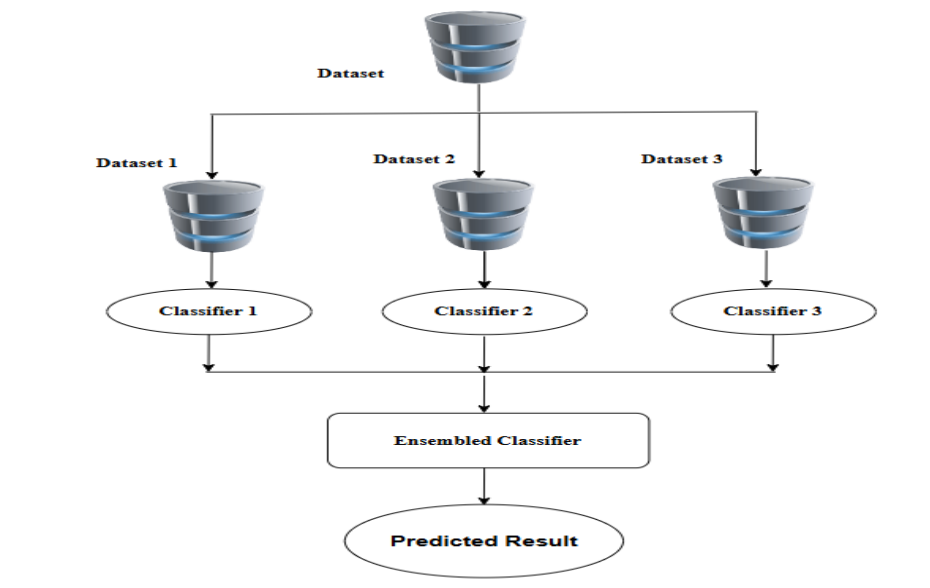 Dataset
Dataset 1
Dataset 2
Dataset 3
Classifier 1
Classifier 2
Classifier 3
Ensembled Classifier
Predicted Result